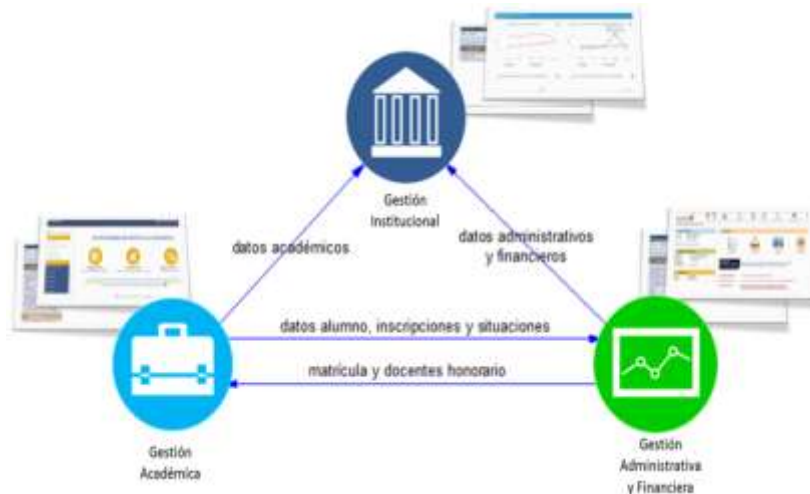 Gestión
Institucional
datos académicos
datos administrativos
y financieros
datos alumno, inscripciones y situaciones
matrícula y docentes honorario
Gestión
Académica
Gestión
Administrativa
y Financiera